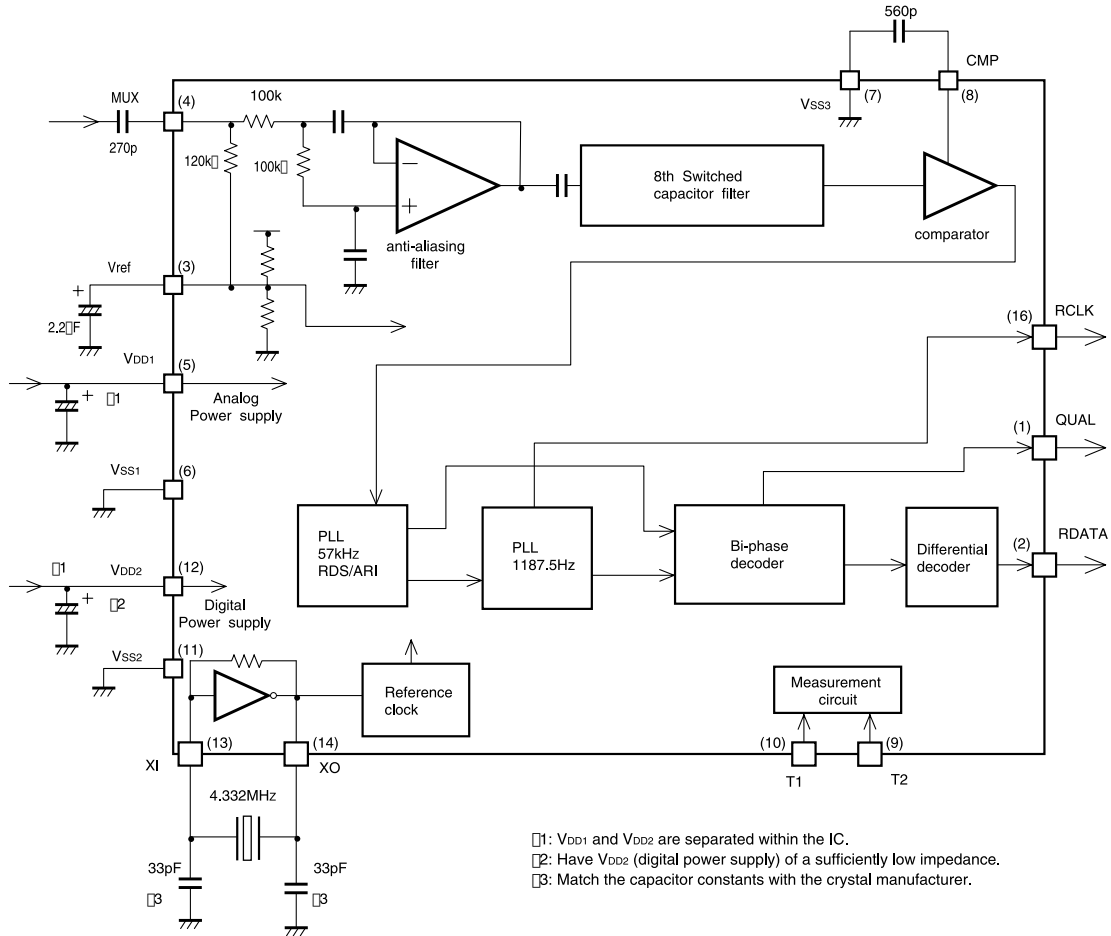 560p
CMP
(7)
(8)
VSS3
MUX
(4)
100k
270p
120k▯
100k▯
8th Switched
capacitor filter
anti-aliasing
filter
comparator
Vref
(3)
2.2▯F
VDD1
(5)
▯1
Analog
Power supply
(16)
RCLK
(1)
QUAL
VSS1
(6)
PLL
57kHz
RDS/ARI
PLL
1187.5Hz
Bi-phase
decoder
Differential
decoder
(2)
RDATA
▯1
VDD2
(12)
▯2
Digital
Power supply
VSS2
(11)
Reference
clock
Measurement
circuit
XI
(13)
(14)
XO
(10)
(9)
T1
T2
4.332MHz
33pF
▯3
33pF
▯3
▯1: VDD1 and VDD2 are separated within the IC.
▯2: Have VDD2 (digital power supply) of a sufficiently low impedance.
▯3: Match the capacitor constants with the crystal manufacturer.